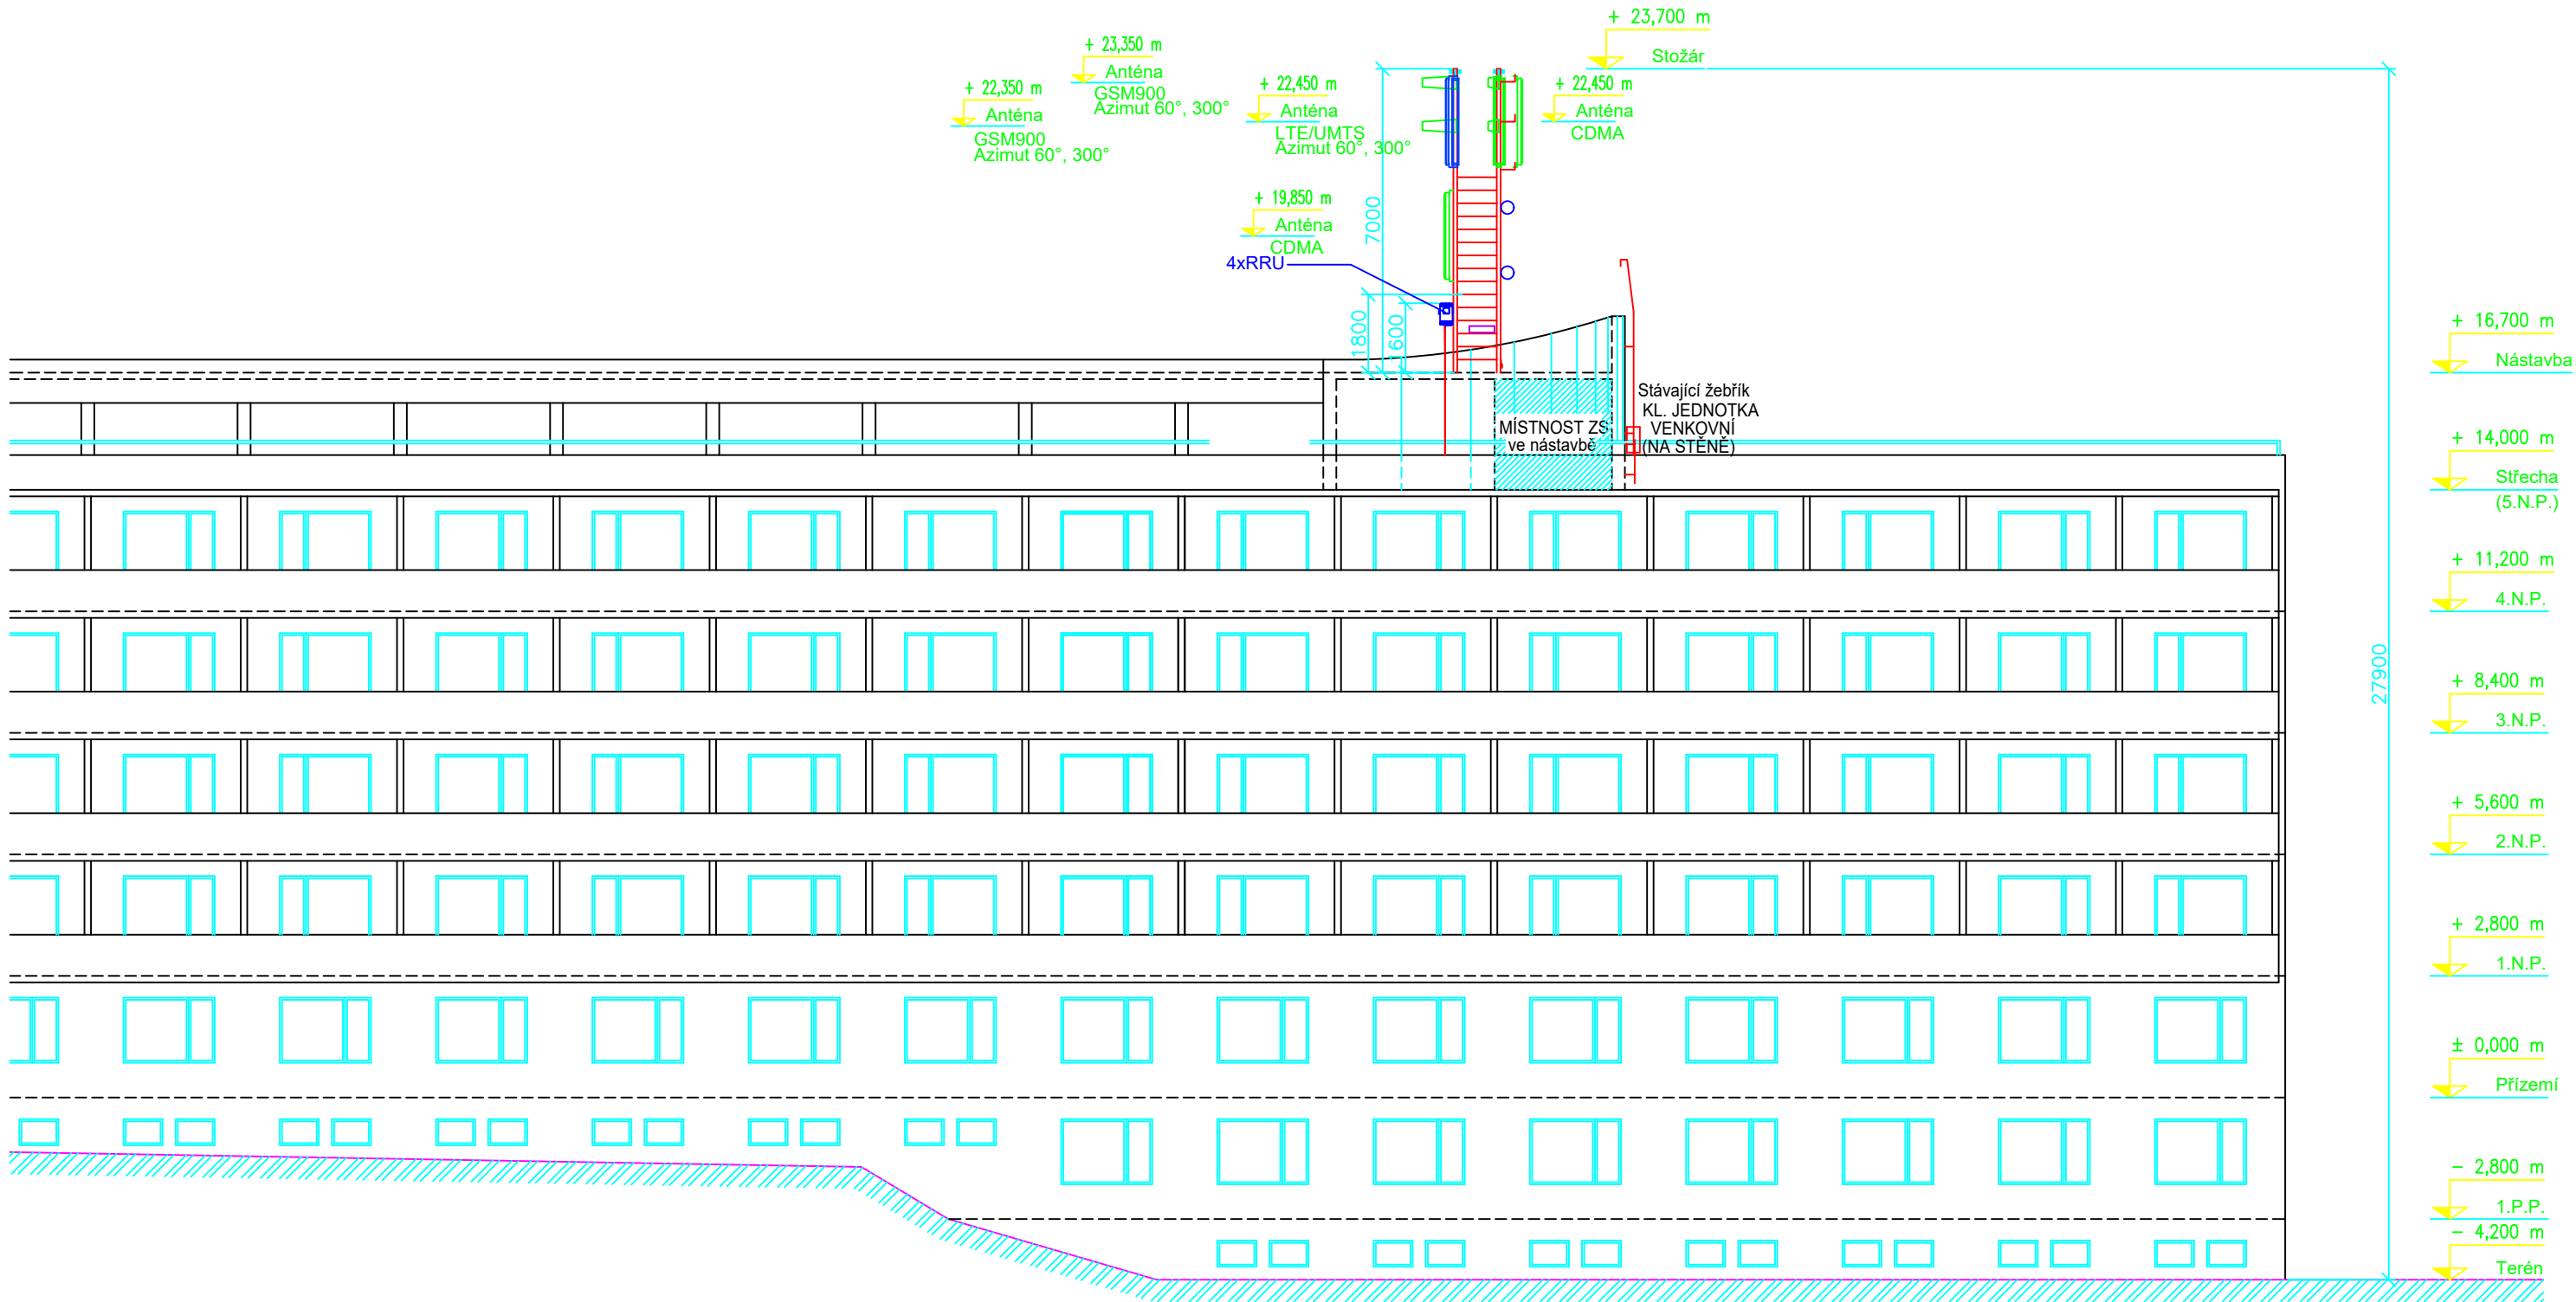 + 23,700 m
Stožár
+ 23,350 m
Anténa
GSM900
Azimut 60°, 300°
+ 22,350 m
Anténa
GSM900
Azimut 60°, 300°
+ 22,450 m
Anténa
LTE/UMTS
Azimut 60°, 300°
+ 22,450 m
Anténa
CDMA
+ 19,850 m
Anténa
CDMA
4xRRU
7000
1800
1600
Stávající žebřík
KL. JEDNOTKA
VENKOVNÍ
(NA STĚNĚ)
MÍSTNOST ZS
ve nástavbě
27900
+ 16,700 m
Nástavba
+ 14,000 m
Střecha
(5.N.P.)
+ 11,200 m
4.N.P.
+ 8,400 m
3.N.P.
+ 5,600 m
2.N.P.
+ 2,800 m
1.N.P.
± 0,000 m
Přízemí
− 2,800 m
1.P.P.
− 4,200 m
Terén